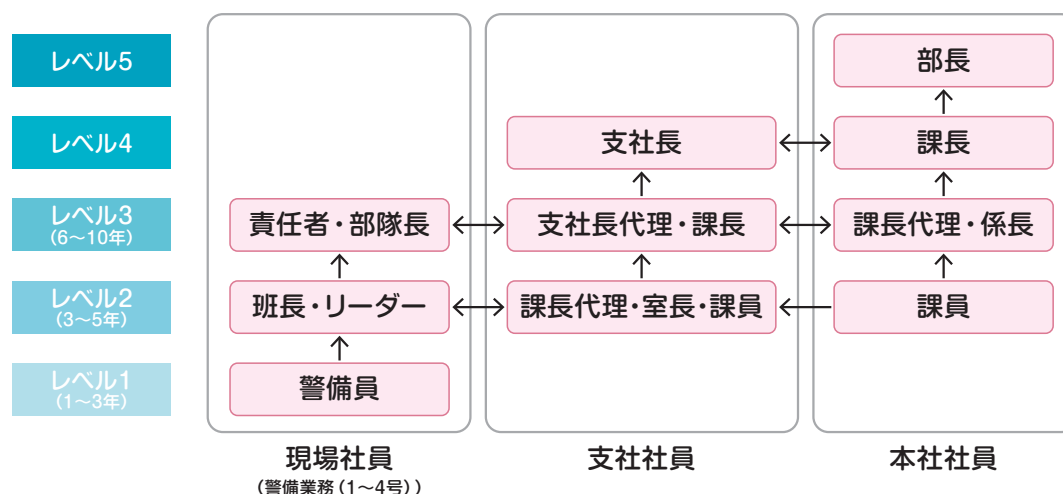 レベル5
部長
レベル4
支社長
課長
レベル3
(6〜10年)
責任者・部隊長
支社長代理・課長
課長代理・係長
レベル2
(3〜5年)
班長・リーダー
課長代理・室長・課員
課員
レベル1
(1〜3年)
警備員
現場社員
(警備業務(1〜4号))
支社社員
本社社員